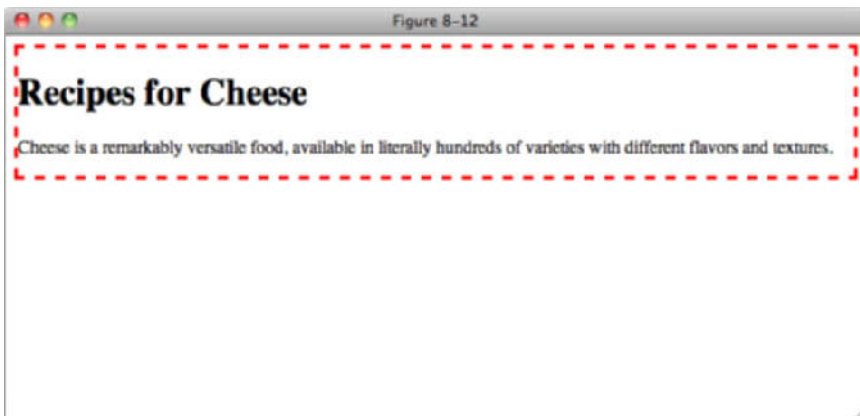 Figure 8-12
Recipes for Cheese
Cheese is a remarkably versatile food, available in literally hundreds of varieties with different flavors and textures.